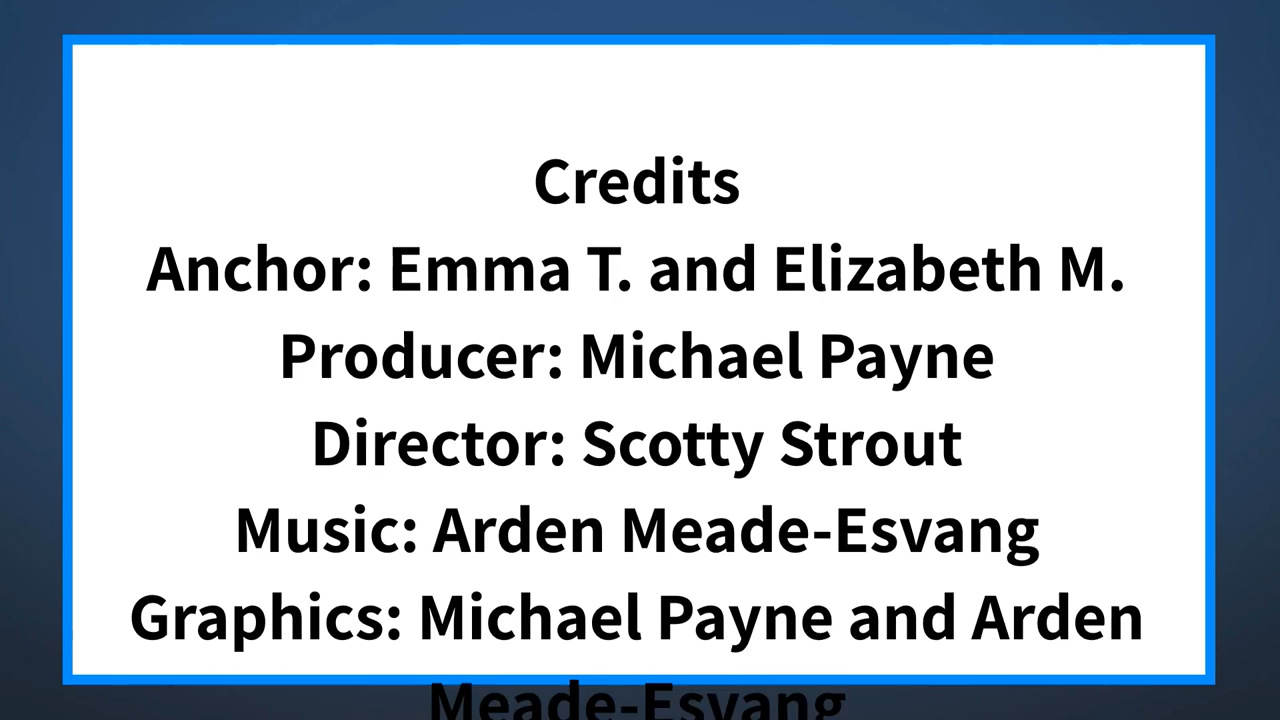 Credits
Anchor: Emma T. and Elizabeth M.
Producer: Michael Payne
Director: Scotty Strout
Music: Arden Meade-Esvang
Graphics: Michael Payne and Arden
Meade-Esvang